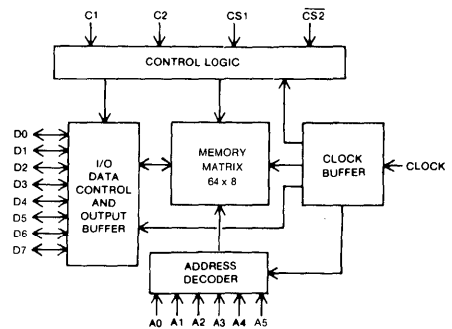 C1 C2 CS1 C̅S̅2̅
CONTROL LOGIC
D0
D1
D2
D3
D4
D5
D6
D7
I/O
DATA
CONTROL
AND
OUTPUT
BUFFER
MEMORY
MATRIX
64 x 8
CLOCK
BUFFER
CLOCK
ADDRESS
DECODER
A0 A1 A2 A3 A4 A5